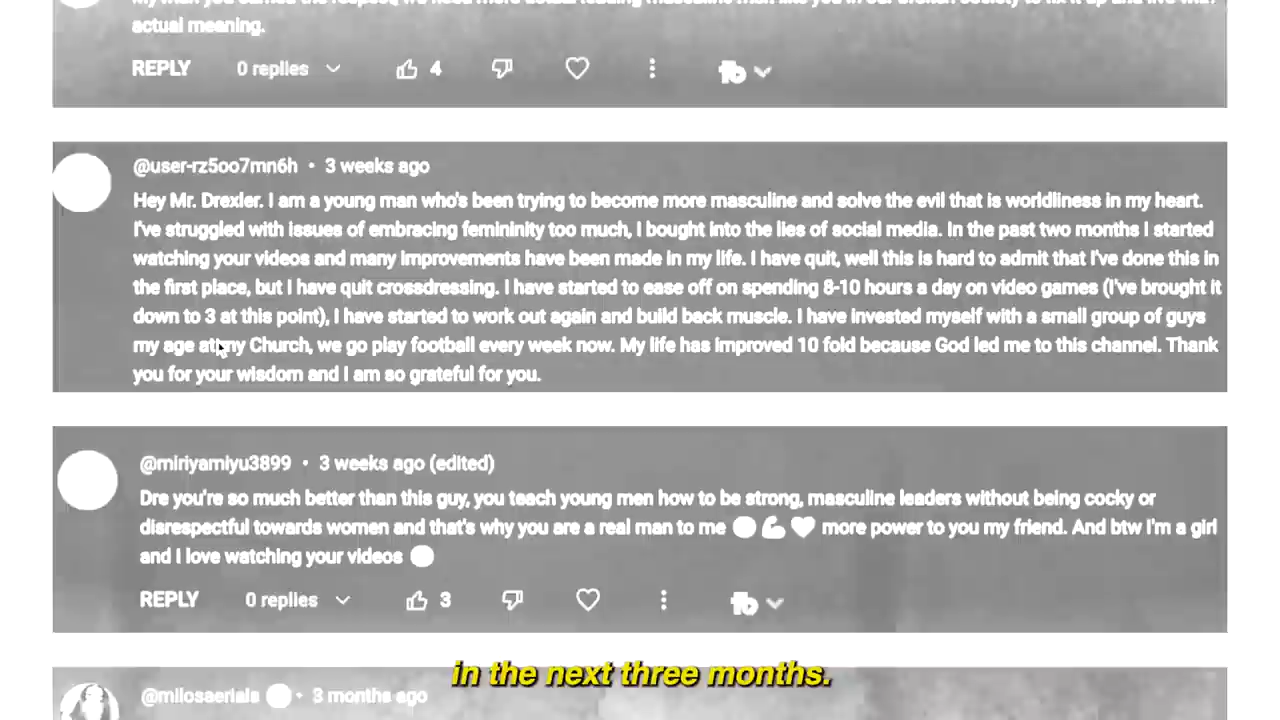 actual meaning.
REPLY 0 replies 4
@user-rz5oo7mn6h • 3 weeks ago
Hey Mr. Drexler. I am a young man who's been trying to become more masculine and solve the evil that is worldliness in my heart.
I've struggled with issues of embracing femininity too much, I bought into the lies of social media. In the past two months I started
watching your videos and many improvements have been made in my life. I have quit, well this is hard to admit that I've done this in
the first place, but I have quit crossdressing. I have started to ease off on spending 8-10 hours a day on video games (I've brought it
down to 3 at this point), I have started to work out again and build back muscle. I have invested myself with a small group of guys
my age at my Church, we go play football every week now. My life has improved 10 fold because God led me to this channel. Thank
you for your wisdom and I am so grateful for you.
@miriyamiyu3899 • 3 weeks ago (edited)
Dre you're so much better than this guy, you teach young men how to be strong, masculine leaders without being cocky or
disrespectful towards women and that's why you are a real man to me 💪🤍 more power to you my friend. And btw I'm a girl
and I love watching your videos
REPLY 0 replies 3
in the next three months.
@milosaerials • 3 months ago